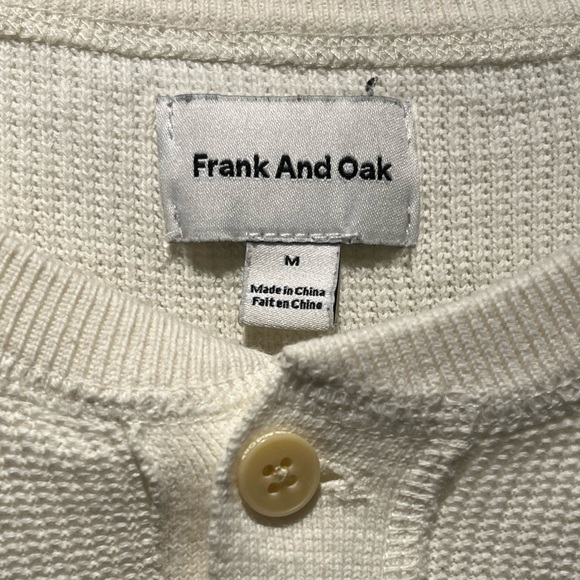 Frank And Oak
M
Made in China
Fait en Chine